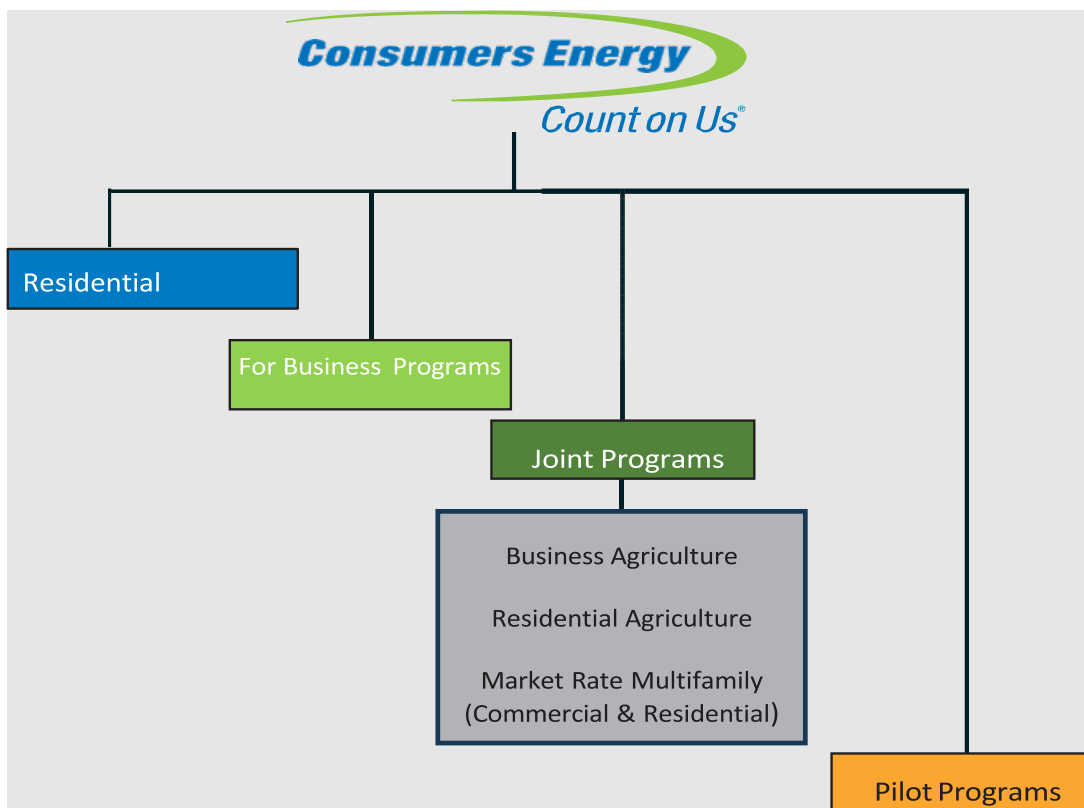 Consumers Energy
Count on Us®
Residential
For Business Programs
Joint Programs
Business Agriculture
Residential Agriculture
Market Rate Multifamily
(Commercial & Residential)
Pilot Programs